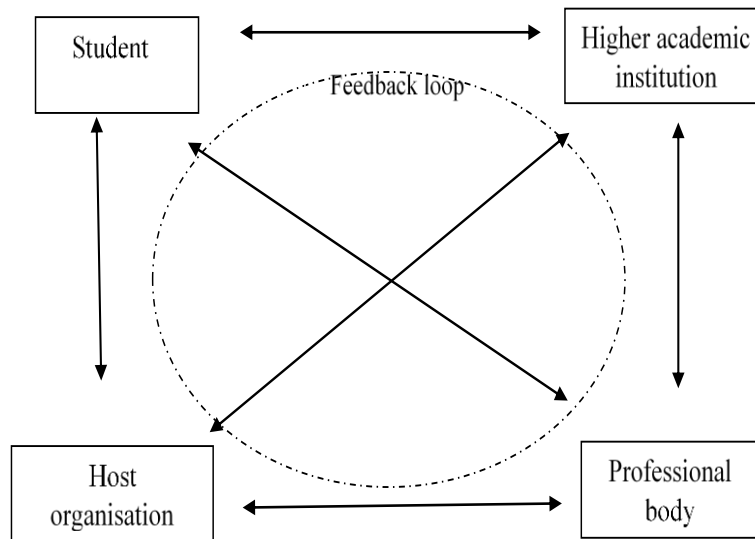 Student
Higher academic
institution
Feedback loop
Host
organisation
Professional
body